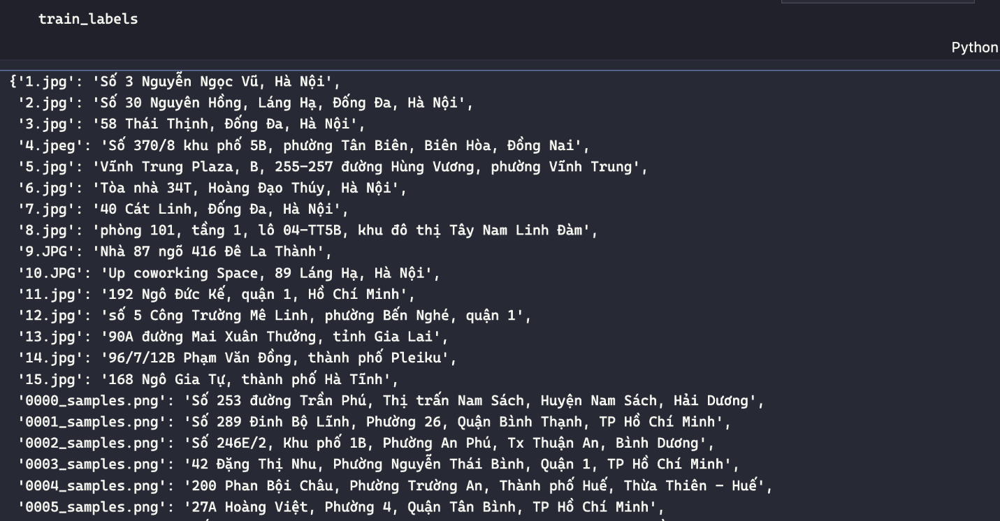 train_labels
Python
{'1.jpg': 'Số 3 Nguyễn Ngọc Vũ, Hà Nội',
'2.jpg': 'Số 30 Nguyên Hồng, Láng Hạ, Đống Đa, Hà Nội',
'3.jpg': '58 Thái Thịnh, Đống Đa, Hà Nội',
'4.jpeg': 'Số 370/8 khu phố 5B, phường Tân Biên, Biên Hòa, Đồng Nai',
'5.jpg': 'Vĩnh Trung Plaza, B, 255-257 đường Hùng Vương, phường Vĩnh Trung',
'6.jpg': 'Tòa nhà 34T, Hoàng Đạo Thúy, Hà Nội',
'7.jpg': '40 Cát Linh, Đống Đa, Hà Nội',
'8.jpg': 'phòng 101, tầng 1, lô 04-TT5B, khu đô thị Tây Nam Linh Đàm',
'9.JPG': 'Nhà 87 ngõ 416 Đê La Thành',
'10.JPG': 'Up coworking Space, 89 Láng Hạ, Hà Nội',
'11.jpg': '192 Ngô Đức Kế, quận 1, Hồ Chí Minh',
'12.jpg': 'số 5 Công Trường Mê Linh, phường Bến Nghé, quận 1',
'13.jpg': '90A đường Mai Xuân Thưởng, tỉnh Gia Lai',
'14.jpg': '96/7/12B Phạm Văn Đồng, thành phố Pleiku',
'15.jpg': '168 Ngô Gia Tự, thành phố Hà Tĩnh',
'0000_samples.png': 'Số 253 đường Trần Phú, Thị trấn Nam Sách, Huyện Nam Sách, Hải Dương',
'0001_samples.png': 'Số 289 Đinh Bộ Lĩnh, Phường 26, Quận Bình Thạnh, TP Hồ Chí Minh',
'0002_samples.png': 'Số 246E/2, Khu phố 1B, Phường An Phú, Tx Thuận An, Bình Dương',
'0003_samples.png': '42 Đặng Thị Nhu, Phường Nguyễn Thái Bình, Quận 1, TP Hồ Chí Minh',
'0004_samples.png': '200 Phan Bội Châu, Phường Trường An, Thành phố Huế, Thừa Thiên - Huế',
'0005_samples.png': '27A Hoàng Việt, Phường 4, Quận Tân Bình, TP Hồ Chí Minh',